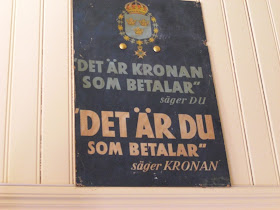 "DET ÄR KRONAN
SOM BETALAR"
säger DU
"DET ÄR DU
SOM BETALAR"
säger KRONAN